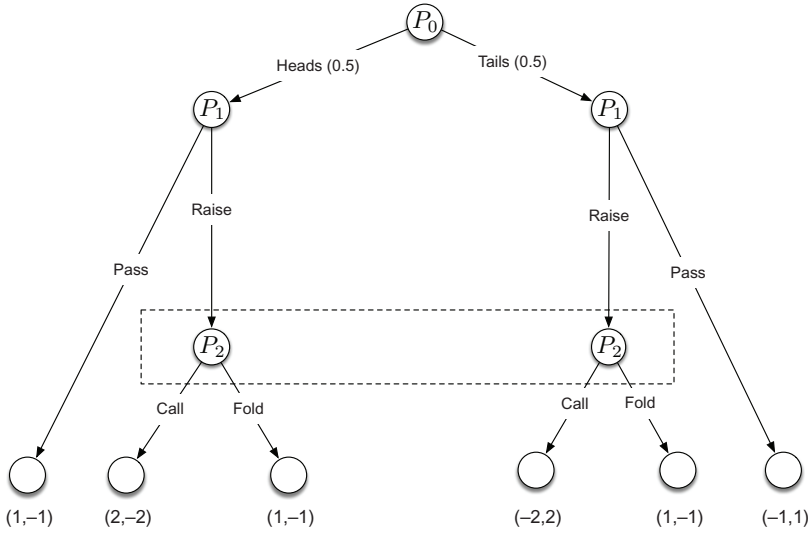 P0
Heads (0.5)
Tails (0.5)
P1
P1
Raise
Raise
Pass
Pass
P2
P2
Call
Fold
Call
Fold
(1,–1)
(2,–2)
(1,–1)
(–2,2)
(1,–1)
(–1,1)